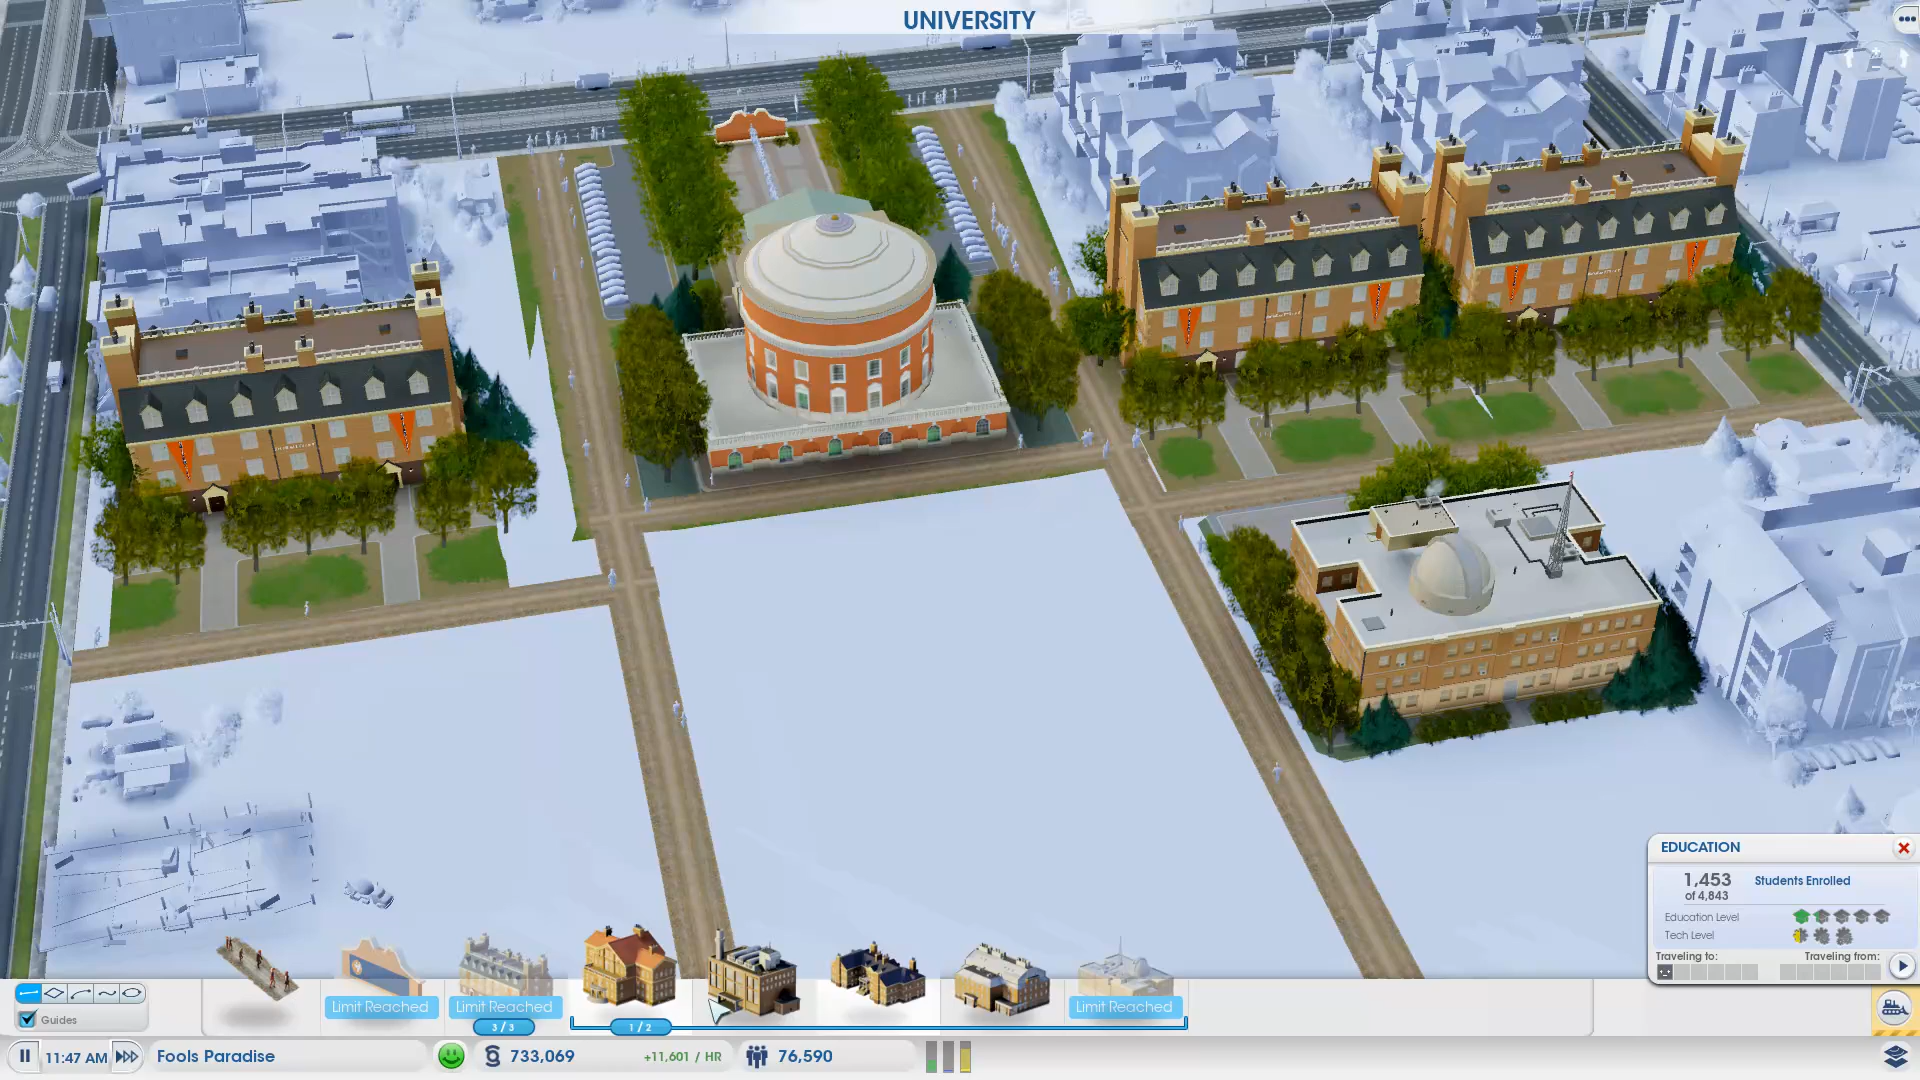 UNIVERSITY
EDUCATION
1,453
Students Enrolled
of 4,843
Education Level
Tech Level
Traveling to:
Traveling from:
Limit Reached
Limit Reached
Limit Reached
3 / 3
1 / 2
Guides
11:47 AM
Fools Paradise
733,069
+11,601 / HR
76,590